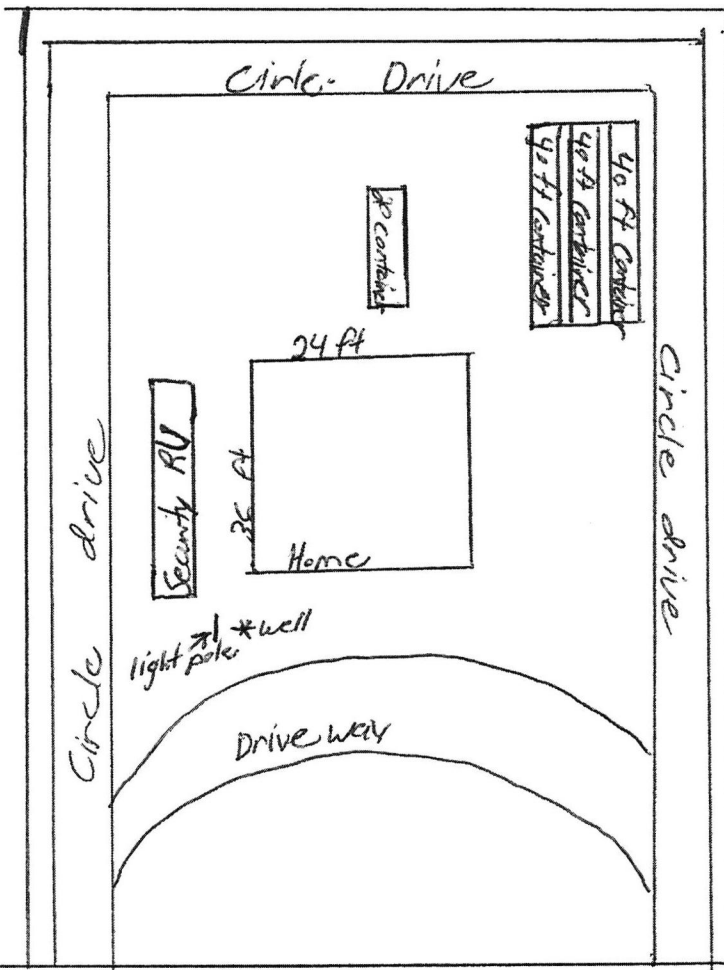 Circle Drive
40 ft Container
40 ft Container
40 ft Container
container
24 ft
Circle drive
Security RV
ft
Home
light pole
* well
Circle drive
Drive way